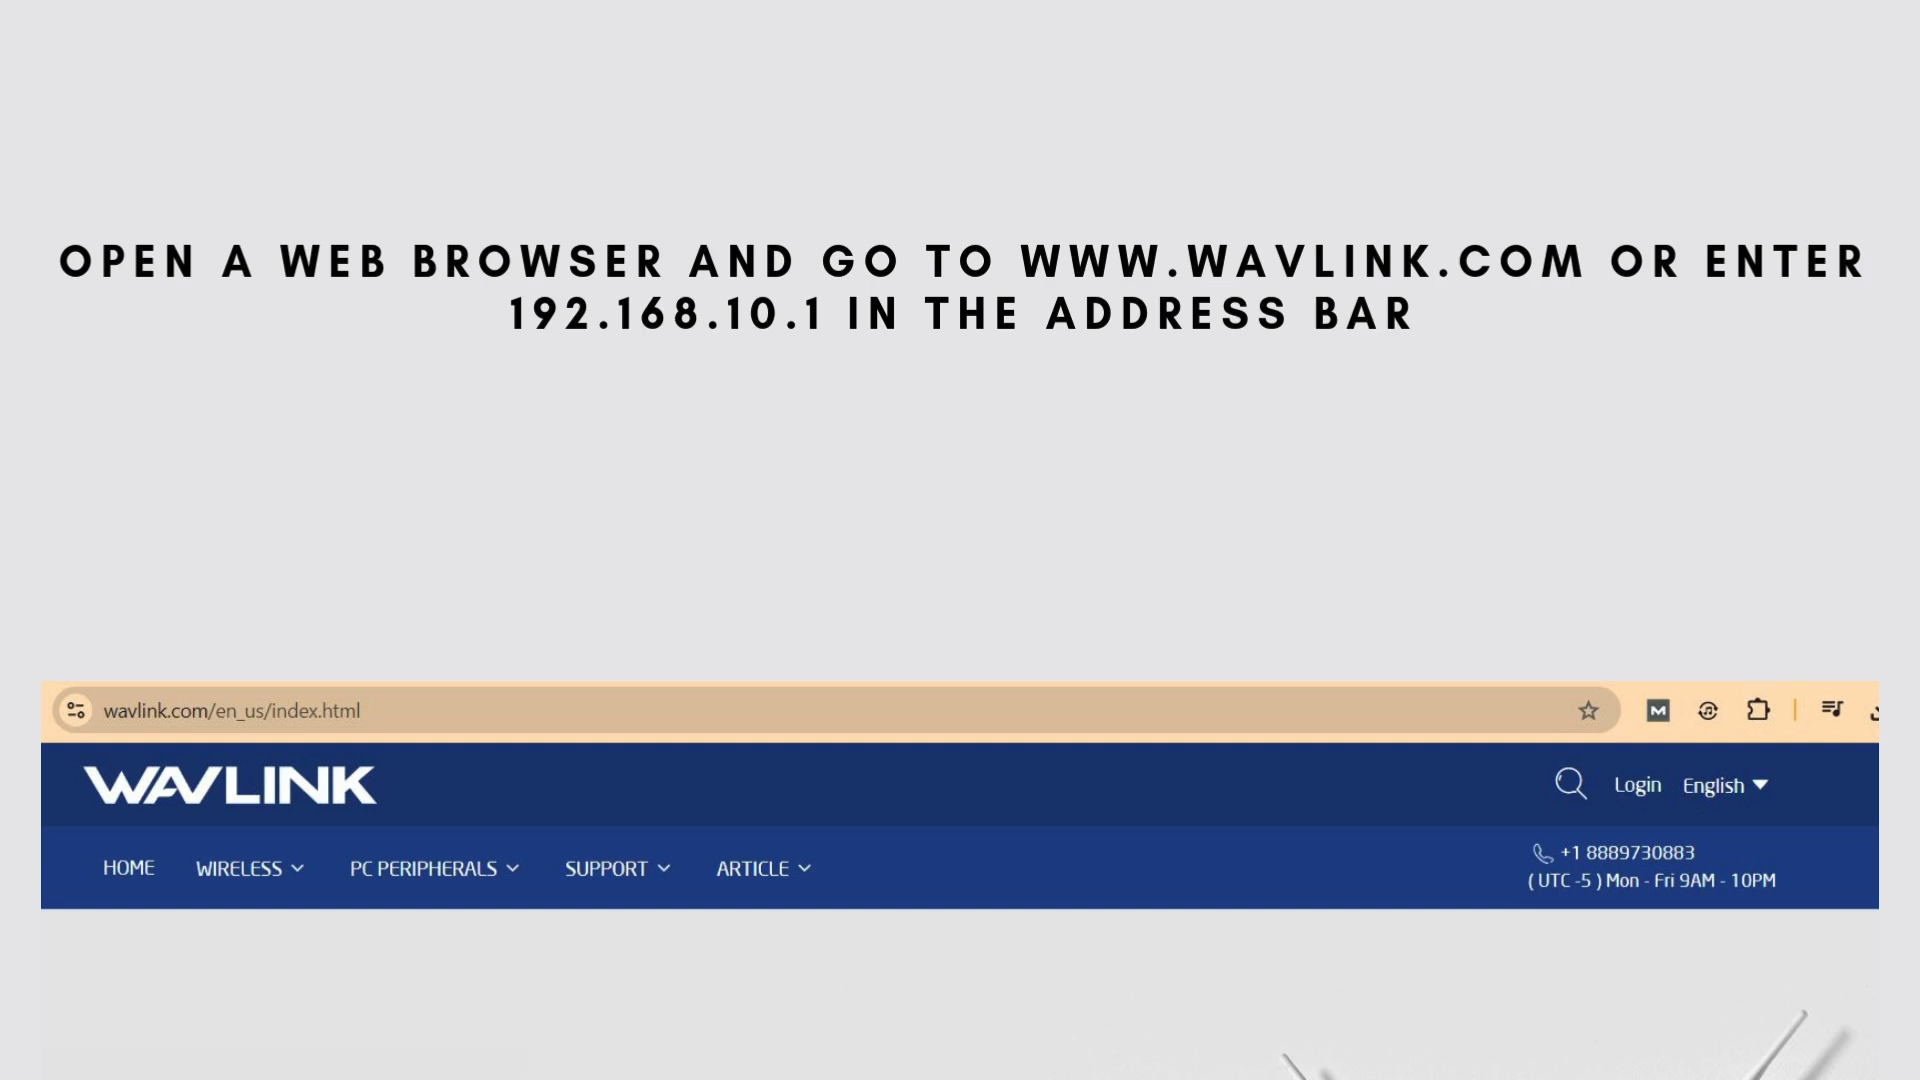 OPEN A WEB BROWSER AND GO TO WWW.WAVLINK.COM OR ENTER
192.168.10.1 IN THE ADDRESS BAR
wavlink.com/en_us/index.html
M
WAVLINK
Login English
HOME WIRELESS PC PERIPHERALS SUPPORT ARTICLE
+1 8889730883
( UTC -5 ) Mon - Fri 9AM - 10PM